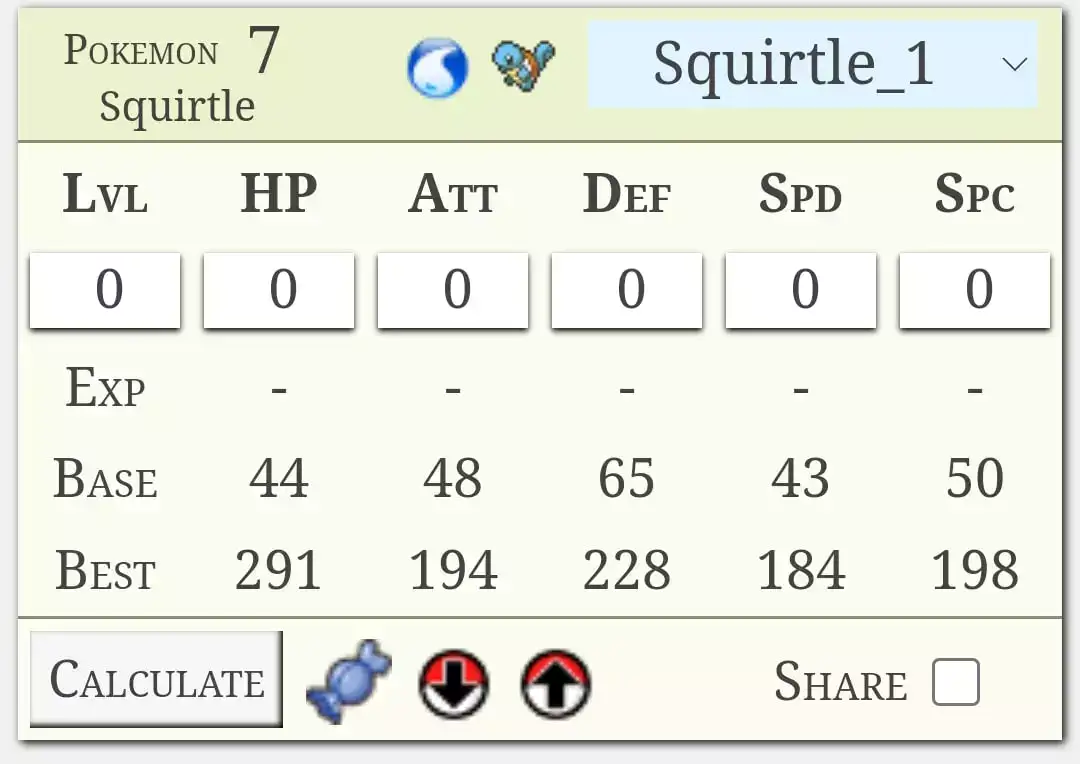 Pokemon 7
Squirtle
Squirtle_1
Lvl HP Att Def Spd Spc
0 0 0 0 0 0
Exp - - - - -
Base 44 48 65 43 50
Best 291 194 228 184 198
Calculate Share